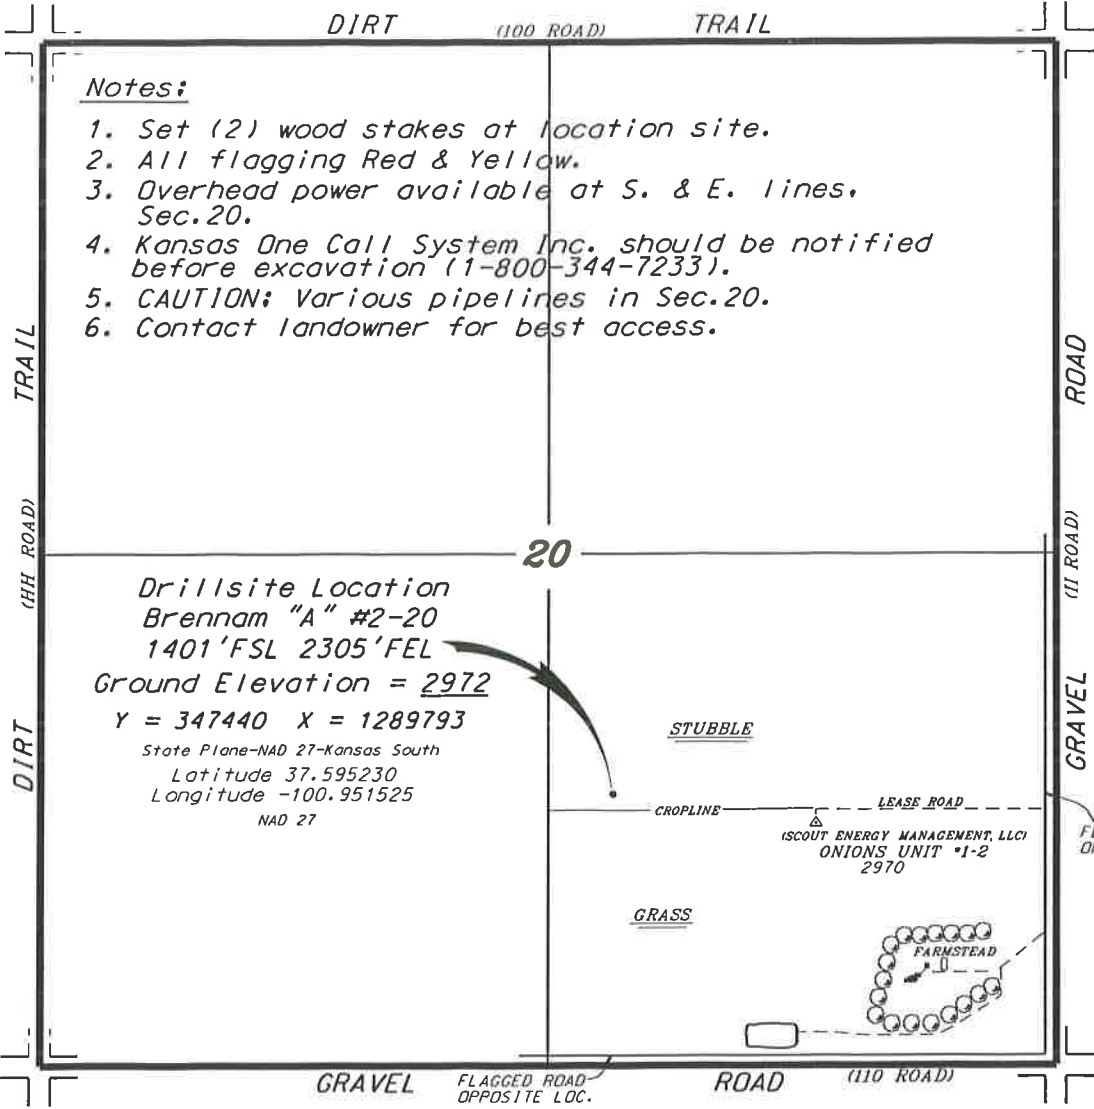 DIRT (100 ROAD) TRAIL
Notes:
1. Set (2) wood stakes at location site.
2. All flagging Red & Yellow.
3. Overhead power available at S. & E. lines,
Sec.20.
4. Kansas One Call System Inc. should be notified
before excavation (1-800-344-7233).
5. CAUTION: Various pipelines in Sec.20.
6. Contact landowner for best access.
TRAIL
(HH ROAD)
DIRT
ROAD
(II ROAD)
GRAVEL
20
Drillsite Location
Brennam "A" #2-20
1401'FSL 2305'FEL
Ground Elevation = 2972
Y = 347440 X = 1289793
State Plane-NAD 27-Kansas South
Latitude 37.595230
Longitude -100.951525
NAD 27
STUBBLE
CROPLINE
LEASE ROAD
(SCOUT ENERGY MANAGEMENT, LLC)
ONIONS UNIT #1-2
2970
GRASS
FARMSTEAD
GRAVEL
FLAGGED ROAD
OPPOSITE LOC.
ROAD (110 ROAD)